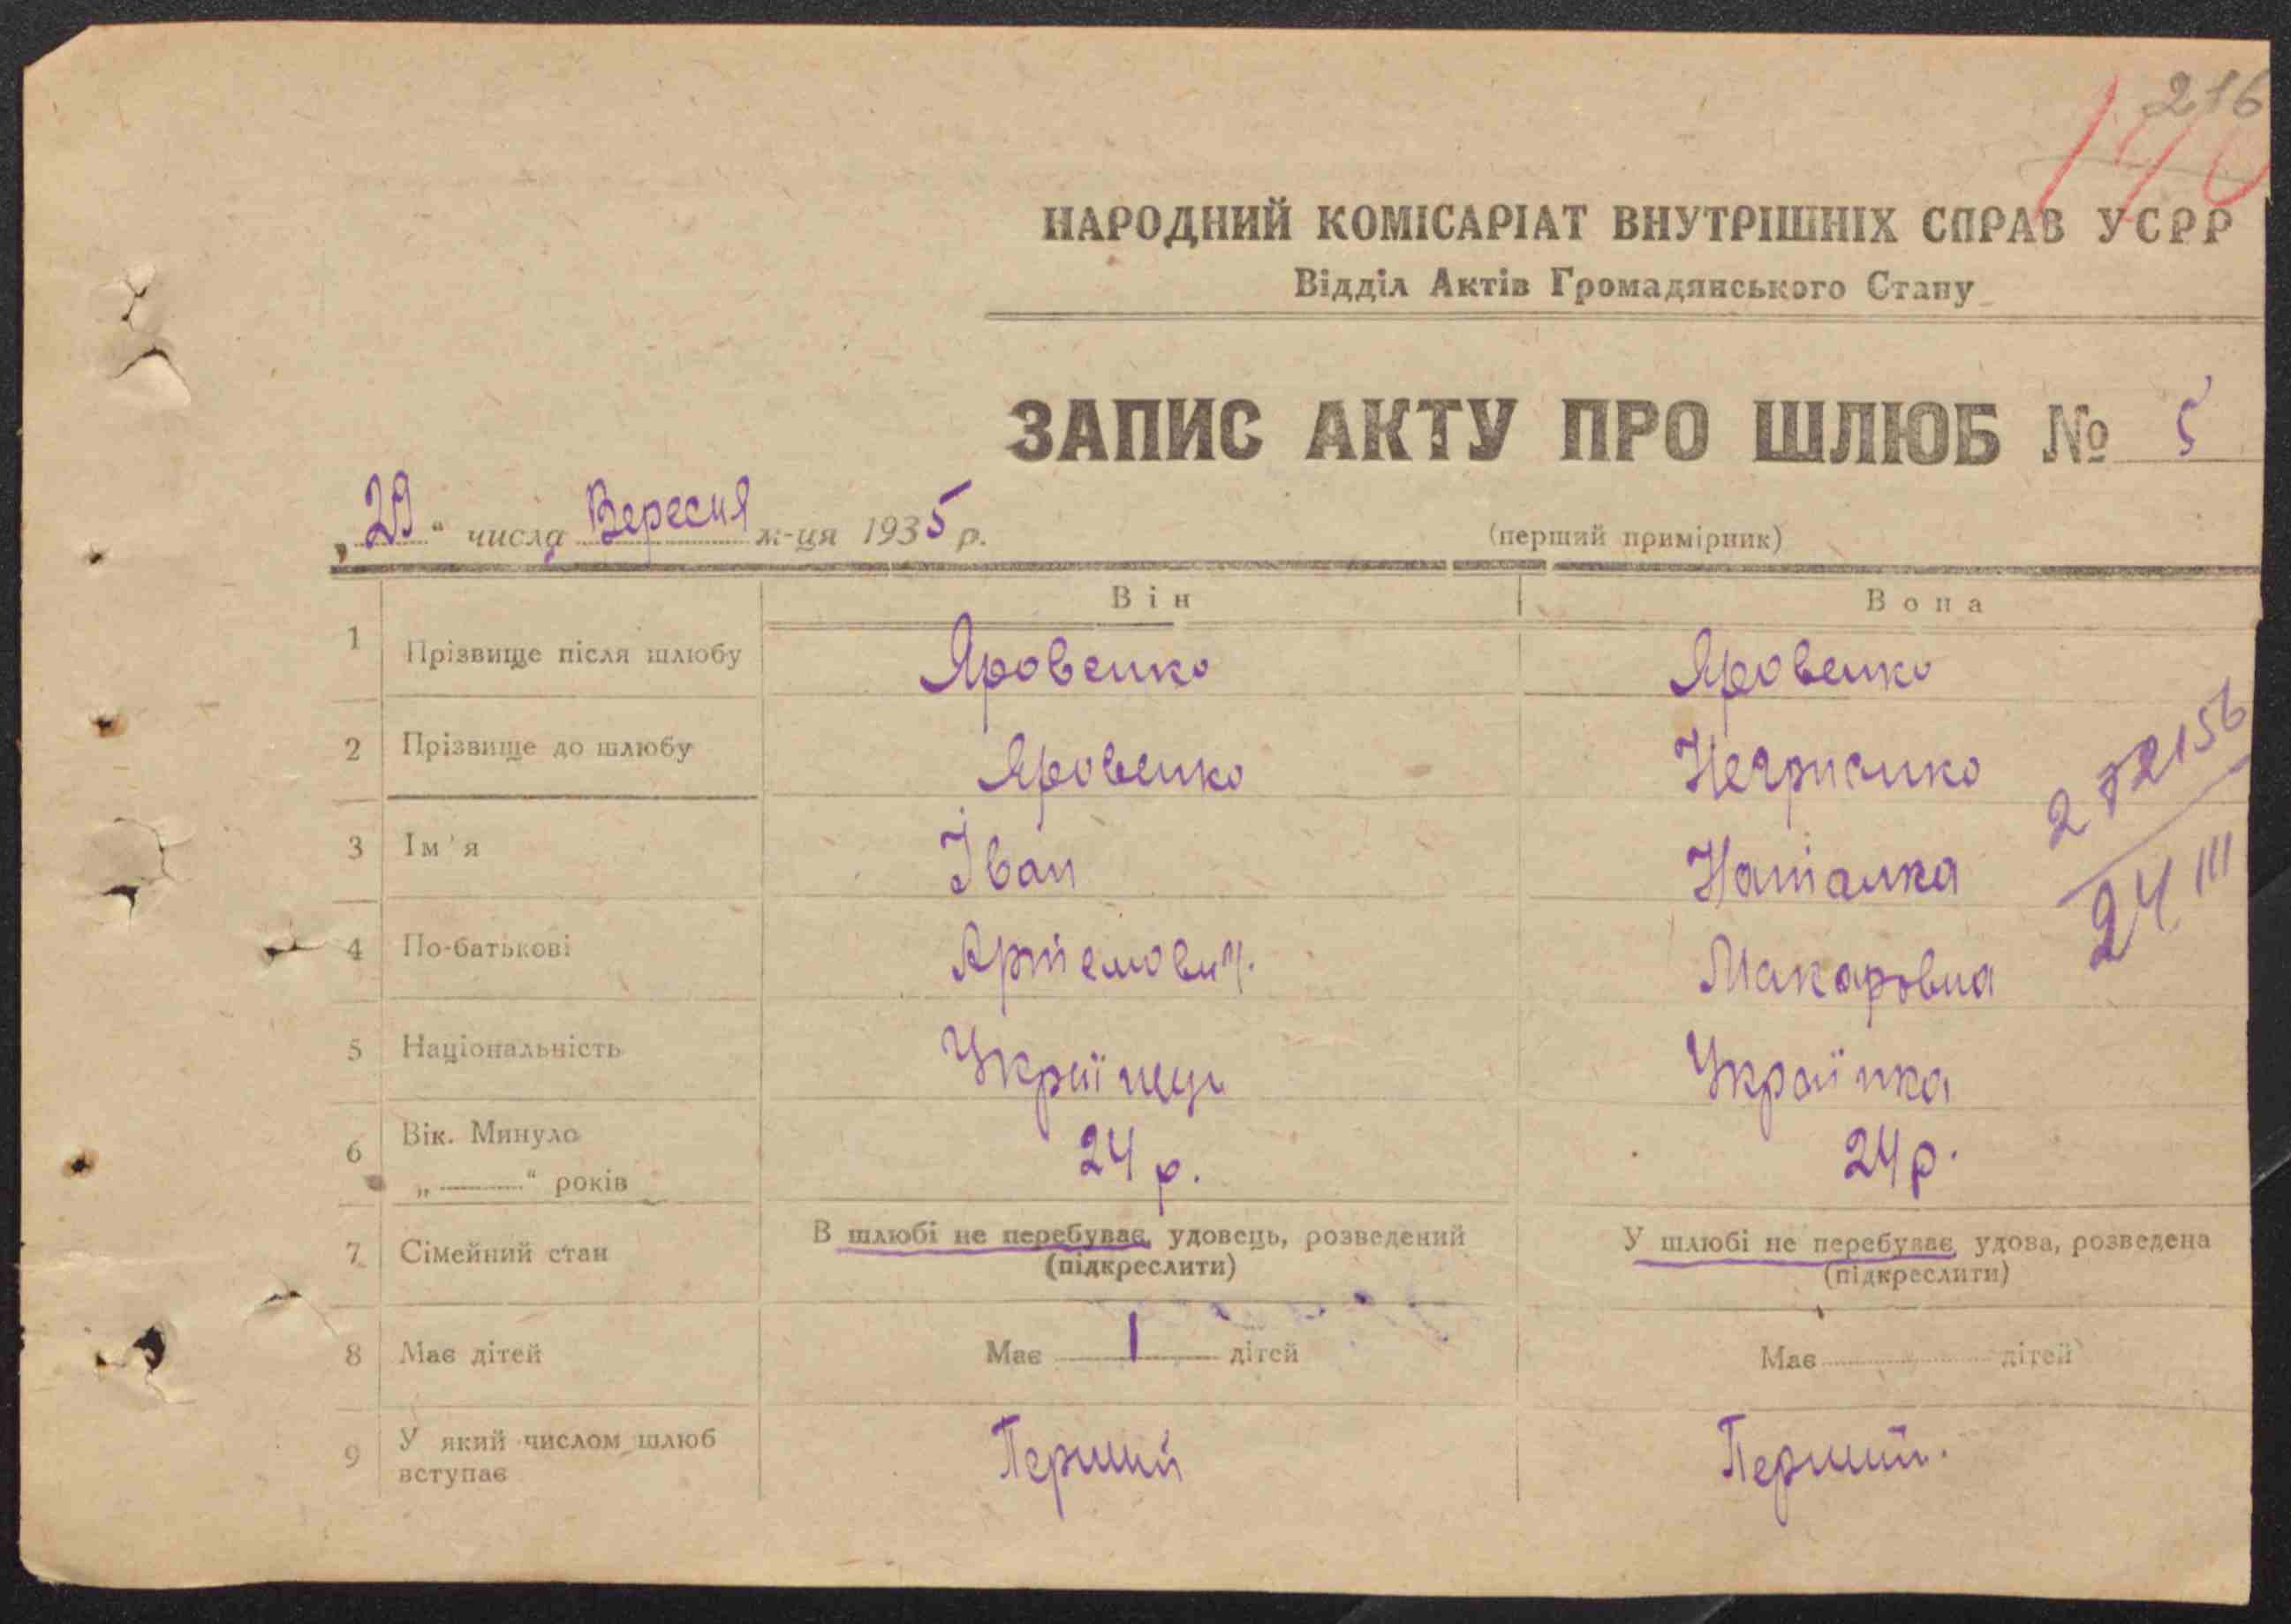 216
170
НАРОДНИЙ КОМІСАРІАТ ВНУТРІШНІХ СПРАВ УСРР
Відділ Актів Громадянського Стану
ЗАПИС АКТУ ПРО ШЛЮБ № 5
„29“ числа Вересня м-ця 1935 р.
(перший примірник)
Він Вона
1 Прізвище після шлюбу Яровенко Яровенко
2 Прізвище до шлюбу Яровенко
3 Ім'я Іван Наталка
4 По-батькові Артемович. Макаровна
272156
24 III
5 Національність Українець Українка
6 Вік. Минуло „ “ років 24 р. 24 р.
7 Сімейний стан В шлюбі не перебуває, удовець, розведений (підкреслити) У шлюбі не перебуває, удова, розведена (підкреслити)
8 Має дітей Має 1 дітей Має дітей
9 У який числом шлюб вступає Перший Перший.